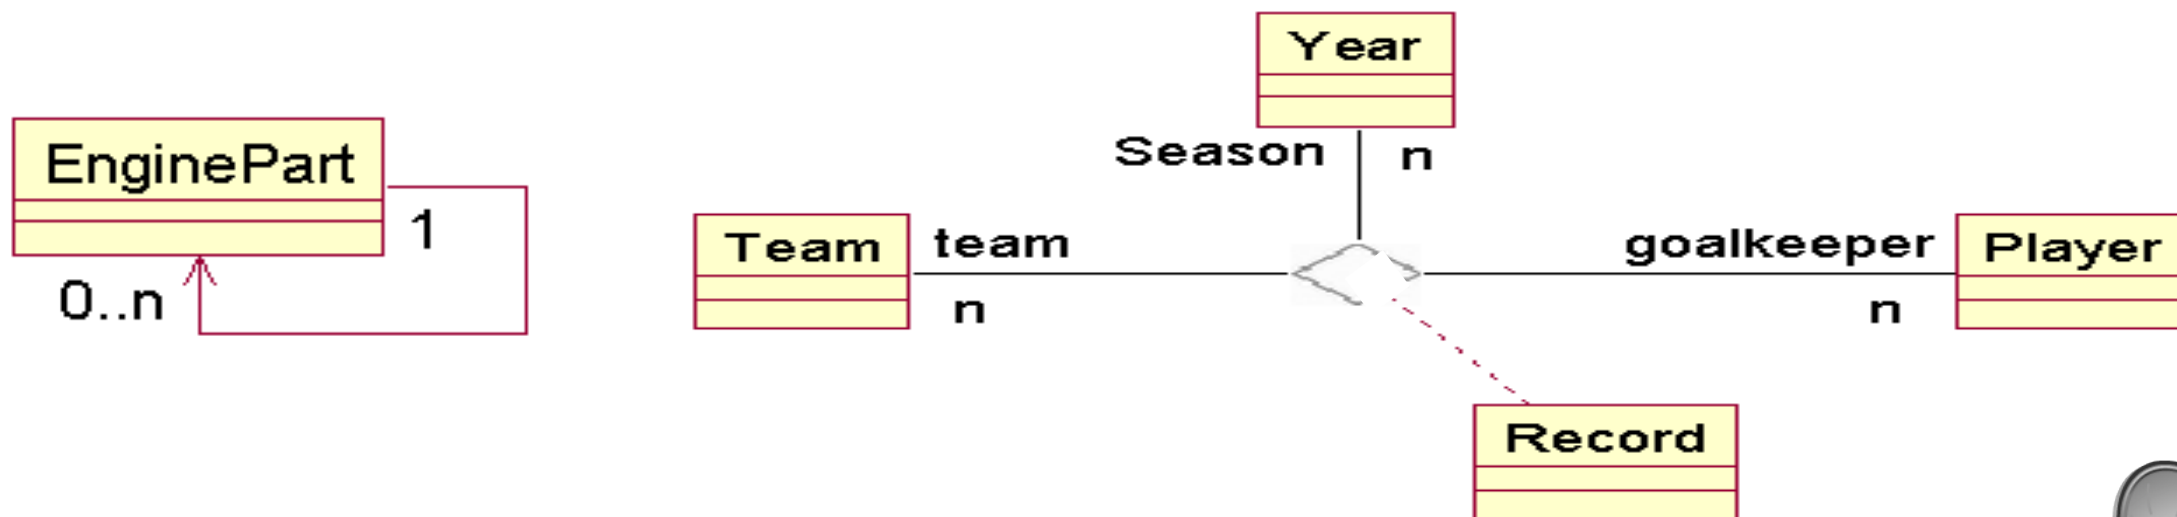 EnginePart
1
0..n
Year
Season
n
Team
team
n
goalkeeper
n
Player
Record